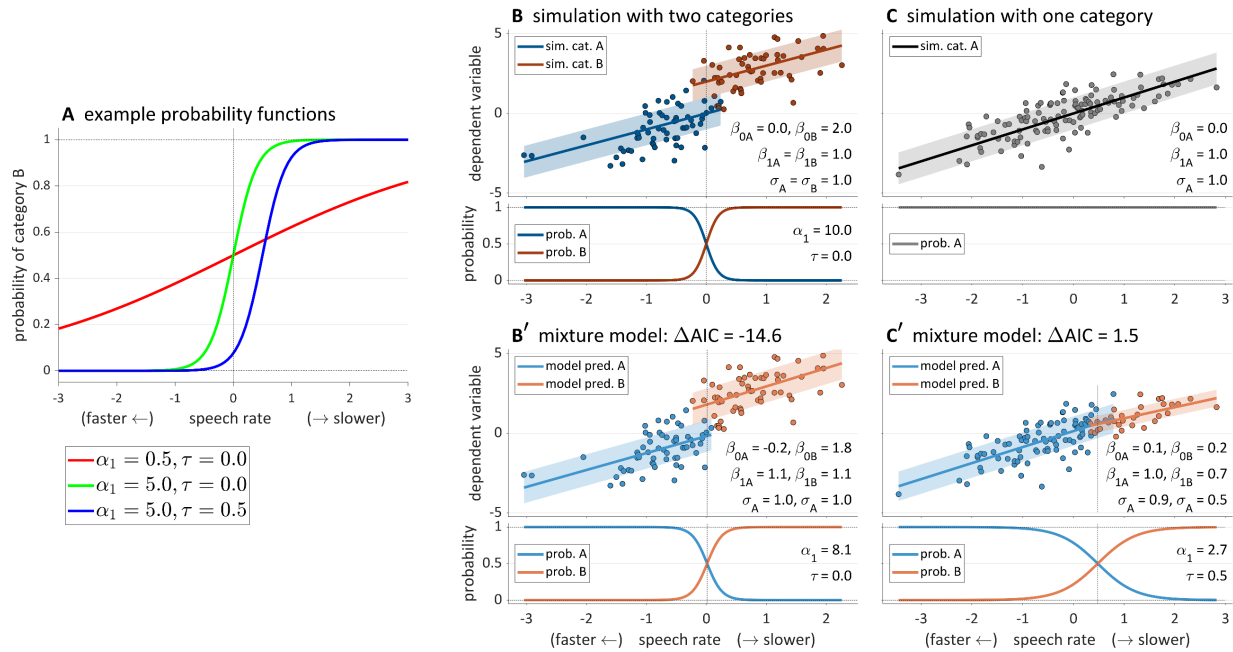 A example probability functions
probability of category B
1
0.8
0.6
0.4
0.2
0
-3 -2 -1 0 1 2 3
(faster ←) speech rate (→ slower)
α1 = 0.5, τ = 0.0
α1 = 5.0, τ = 0.0
α1 = 5.0, τ = 0.5
B simulation with two categories
dependent variable
5
0
-5
sim. cat. A
sim. cat. B
β0A = 0.0, β0B = 2.0
β1A = β1B = 1.0
σA = σB = 1.0
probability
1
0.5
0
prob. A
prob. B
α1 = 10.0
τ = 0.0
-3 -2 -1 0 1 2
C simulation with one category
sim. cat. A
β0A = 0.0
β1A = 1.0
σA = 1.0
prob. A
-3 -2 -1 0 1 2 3
B′ mixture model: ΔAIC = -14.6
dependent variable
5
0
-5
model pred. A
model pred. B
β0A = -0.2, β0B = 1.8
β1A = 1.1, β1B = 1.1
σA = 1.0, σA = 1.0
probability
1
0.5
0
prob. A
prob. B
α1 = 8.1
τ = 0.0
-3 -2 -1 0 1 2
(faster ←) speech rate (→ slower)
C′ mixture model: ΔAIC = 1.5
model pred. A
model pred. B
β0A = 0.1, β0B = 0.2
β1A = 1.0, β1B = 0.7
σA = 0.9, σA = 0.5
prob. A
prob. B
α1 = 2.7
τ = 0.5
-3 -2 -1 0 1 2 3
(faster ←) speech rate (→ slower)